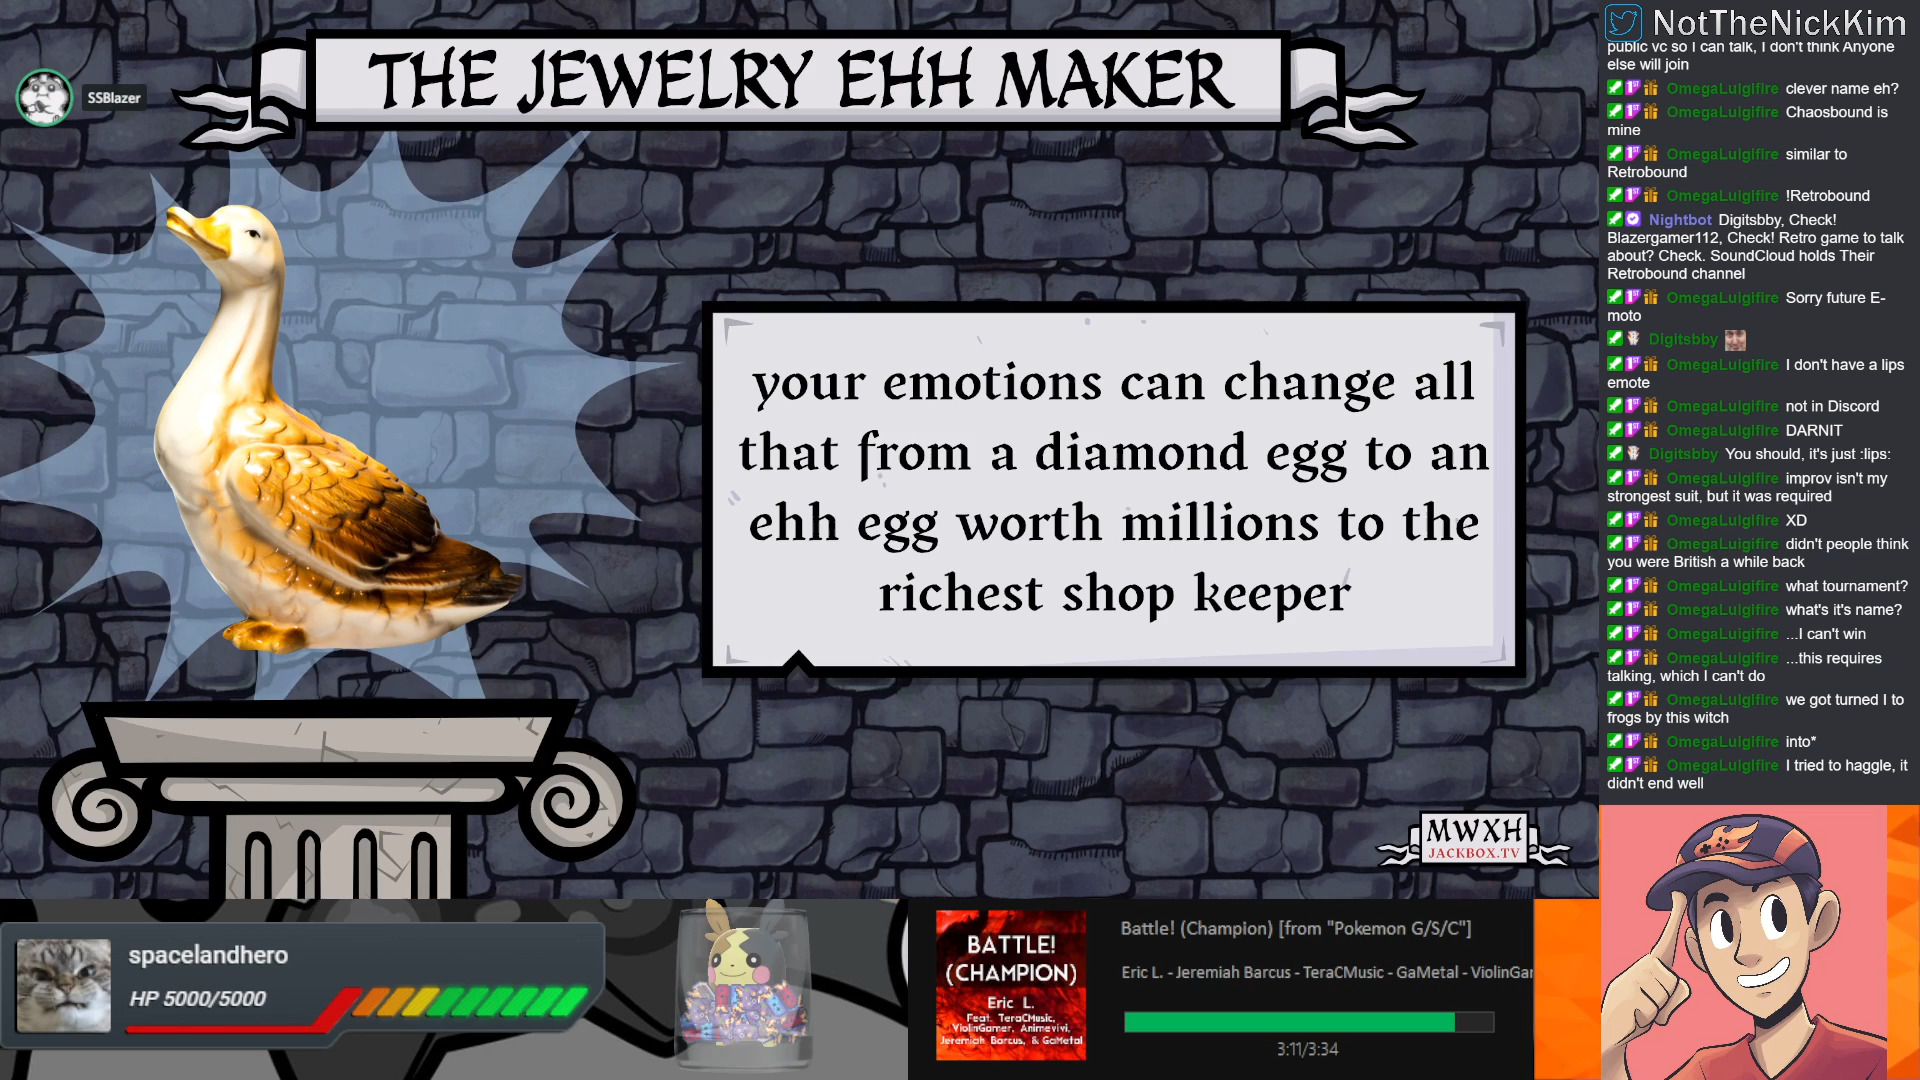 THE JEWELRY EHH MAKER
SSBlazer
your emotions can change all
that from a diamond egg to an
ehh egg worth millions to the
richest shop keeper
MWXH
JACKBOX.TV
spacelandhero
HP 5000/5000
BATTLE!
(CHAMPION)
Eric L.
Feat. TeraCMusic,
ViolinGamer, Animevivi,
Jeremiah Barcus, & GaMetal
Battle! (Champion) [from "Pokemon G/S/C"]
Eric L. - Jeremiah Barcus - TeraCMusic - GaMetal - ViolinGar
3:11/3:34
NotTheNickKim
public vc so I can talk, I don't think Anyone
else will join
OmegaLuigifire clever name eh?
OmegaLuigifire Chaosbound is
mine
OmegaLuigifire similar to
Retrobound
OmegaLuigifire !Retrobound
Nightbot Digitsbby, Check!
Blazergamer112, Check! Retro game to talk
about? Check. SoundCloud holds Their
Retrobound channel
OmegaLuigifire Sorry future E-
moto
Digitsbby
OmegaLuigifire I don't have a lips
emote
OmegaLuigifire not in Discord
OmegaLuigifire DARNIT
Digitsbby You should, it's just :lips:
OmegaLuigifire improv isn't my
strongest suit, but it was required
OmegaLuigifire XD
OmegaLuigifire didn't people think
you were British a while back
OmegaLuigifire what tournament?
OmegaLuigifire what's it's name?
OmegaLuigifire ...I can't win
OmegaLuigifire ...this requires
talking, which I can't do
OmegaLuigifire we got turned I to
frogs by this witch
OmegaLuigifire into*
OmegaLuigifire I tried to haggle, it
didn't end well